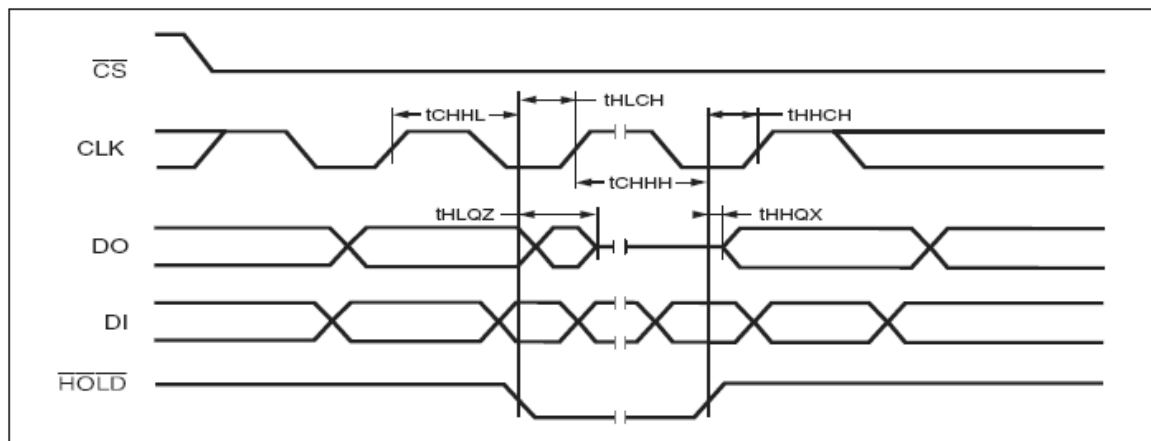 CS
tHLCH
tCHHL
tHHCH
CLK
tCHHH
tHLQZ
tHHQX
DO
DI
HOLD